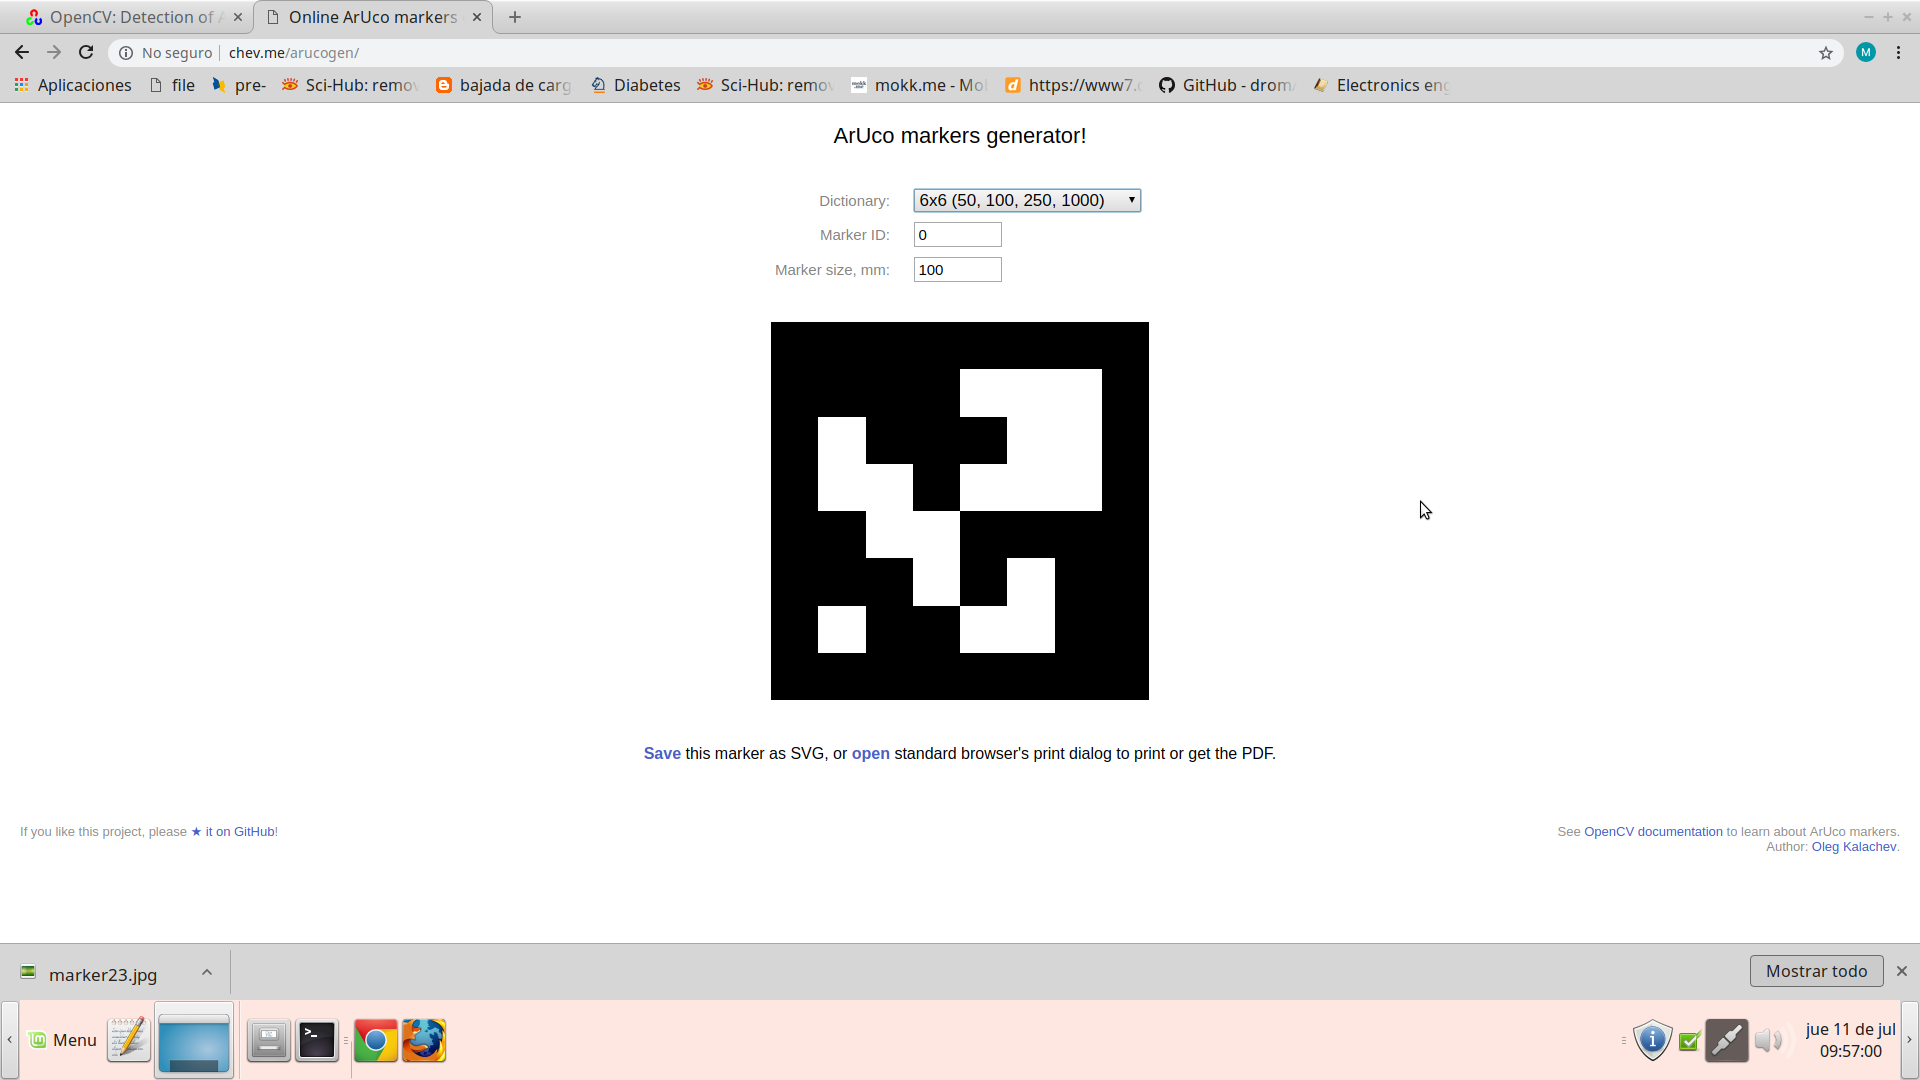 OpenCV: Detection of
Online ArUco markers
No seguro
chev.me/arucogen/
Aplicaciones
file
pre-
Sci-Hub: remov
bajada de carg
Diabetes
Sci-Hub: remov
mokk.me - Mo
https://www7.
GitHub - drom
Electronics eng
ArUco markers generator!
Dictionary: 6x6 (50, 100, 250, 1000)
Marker ID: 0
Marker size, mm: 100
Save this marker as SVG, or open standard browser's print dialog to print or get the PDF.
If you like this project, please ★ it on GitHub!
See OpenCV documentation to learn about ArUco markers.
Author: Oleg Kalachev.
marker23.jpg
Mostrar todo
Menu
jue 11 de jul
09:57:00